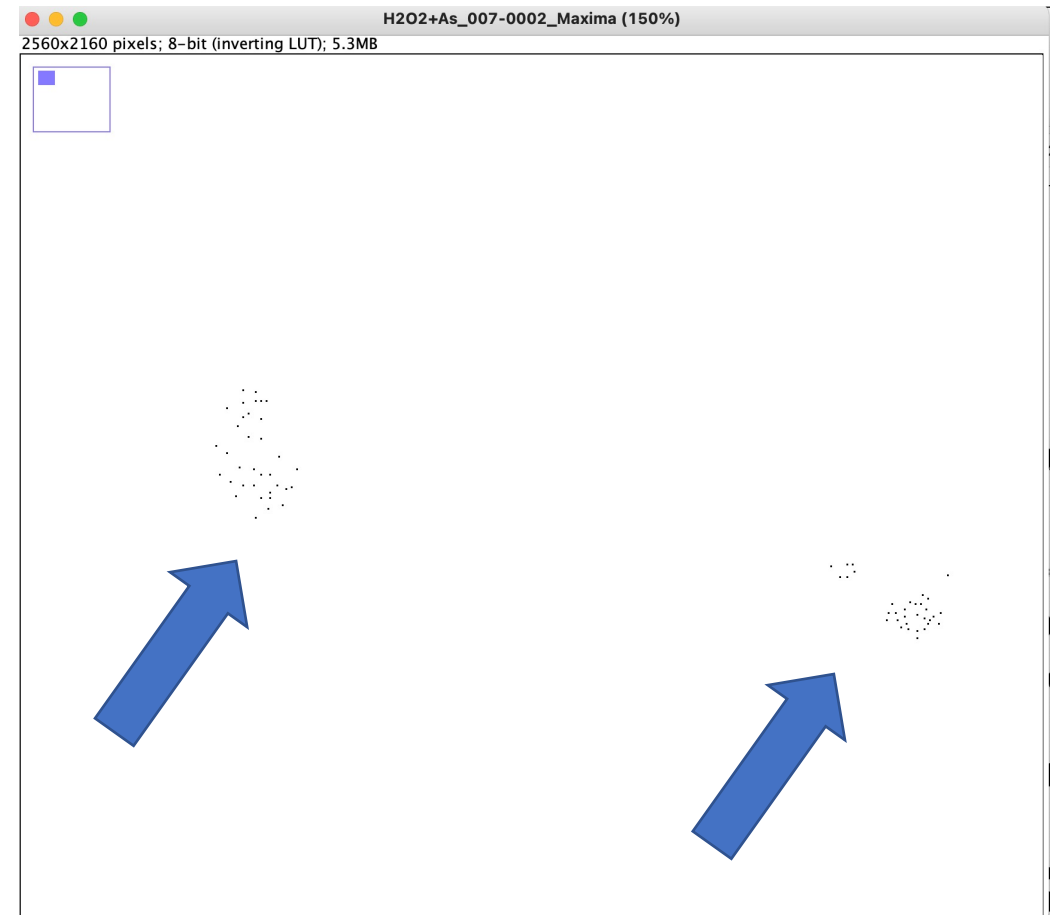 H2O2+As_007-0002_Maxima (150%)
2560x2160 pixels; 8-bit (inverting LUT); 5.3MB